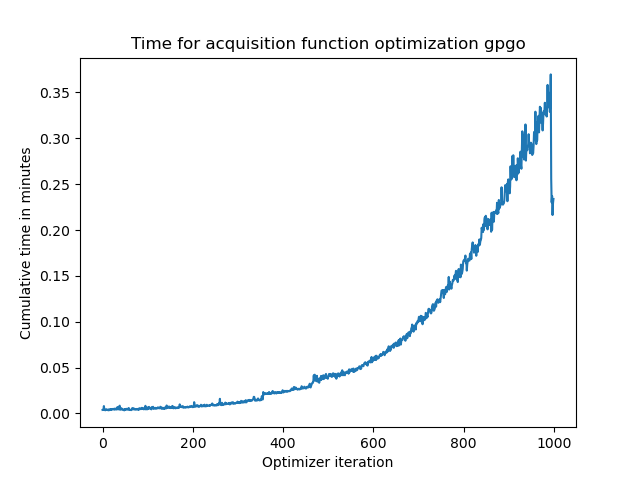 Time for acquisition function optimization gpgo
0.35
0.30
0.25
0.20
0.15
0.10
0.05
0.00
Cumulative time in minutes
0 200 400 600 800 1000
Optimizer iteration